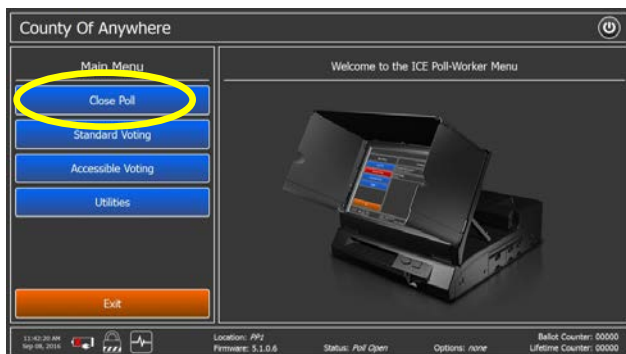 County Of Anywhere
Main Menu
Welcome to the ICE Poll-Worker Menu
Close Poll
Standard Voting
Accessible Voting
Utilities
Exit
11:42:20 AM
Sep 08, 2016
Location: PP1
Firmware: 5.1.0.6
Status: Poll Open
Options: none
Ballot Counter: 00000
Lifetime Counter: 00000